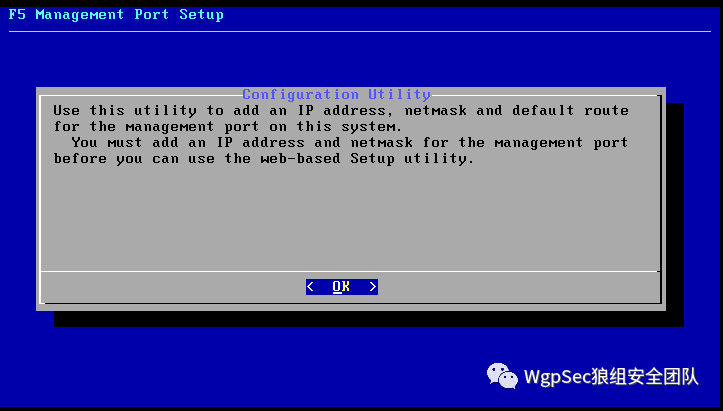 F5 Management Port Setup
Configuration Utility
Use this utility to add an IP address, netmask and default route
for the management port on this system.
You must add an IP address and netmask for the management port
before you can use the web-based Setup utility.
< OK >
WgpSec狼组安全团队